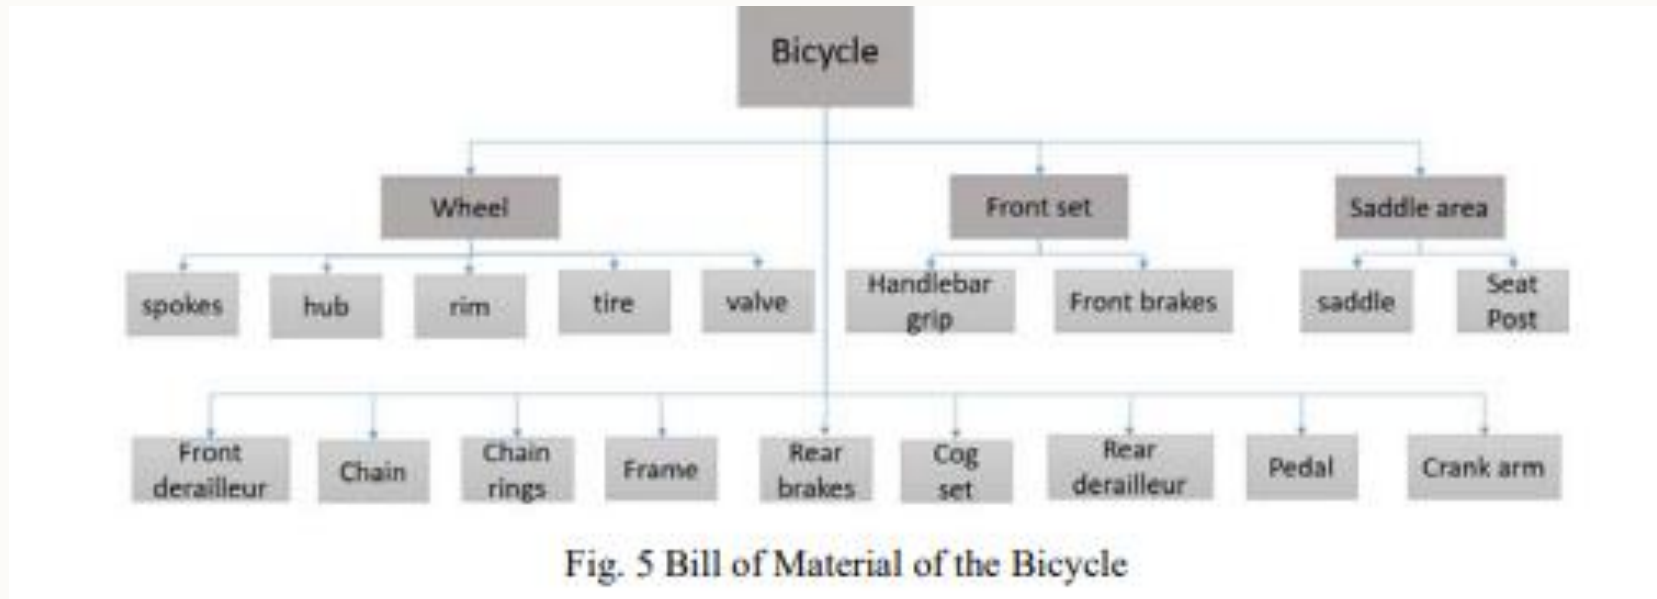 Bicycle
Wheel
Front set
Saddle area
spokes
hub
rim
tire
valve
Handlebar
grip
Front brakes
saddle
Seat
Post
Front
derailleur
Chain
Chain
rings
Frame
Rear
brakes
Cog
set
Rear
derailleur
Pedal
Crank arm
Fig. 5 Bill of Material of the Bicycle